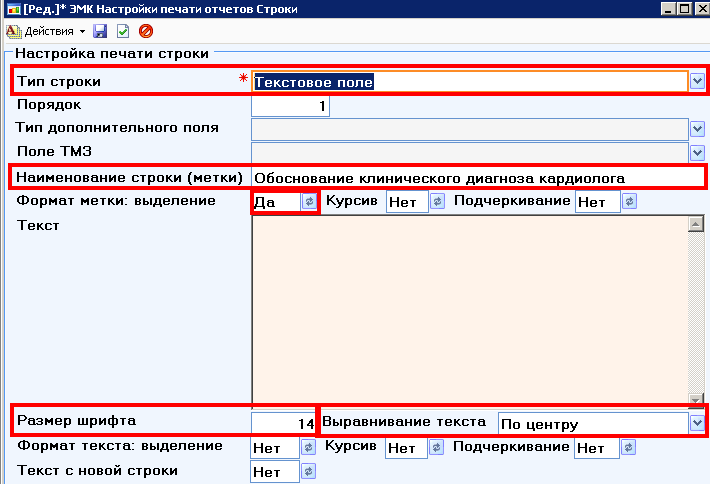 [Ред.]* ЭМК Настройки печати отчетов Строки
Действия
Настройка печати строки
Тип строки * Текстовое поле
Порядок 1
Тип дополнительного поля
Поле ТМЗ
Наименование строки (метки) Обоснование клинического диагноза кардиолога
Формат метки: выделение Да Курсив Нет Подчеркивание Нет
Текст
Размер шрифта 14 Выравнивание текста По центру
Формат текста: выделение Нет Курсив Нет Подчеркивание Нет
Текст с новой строки Нет